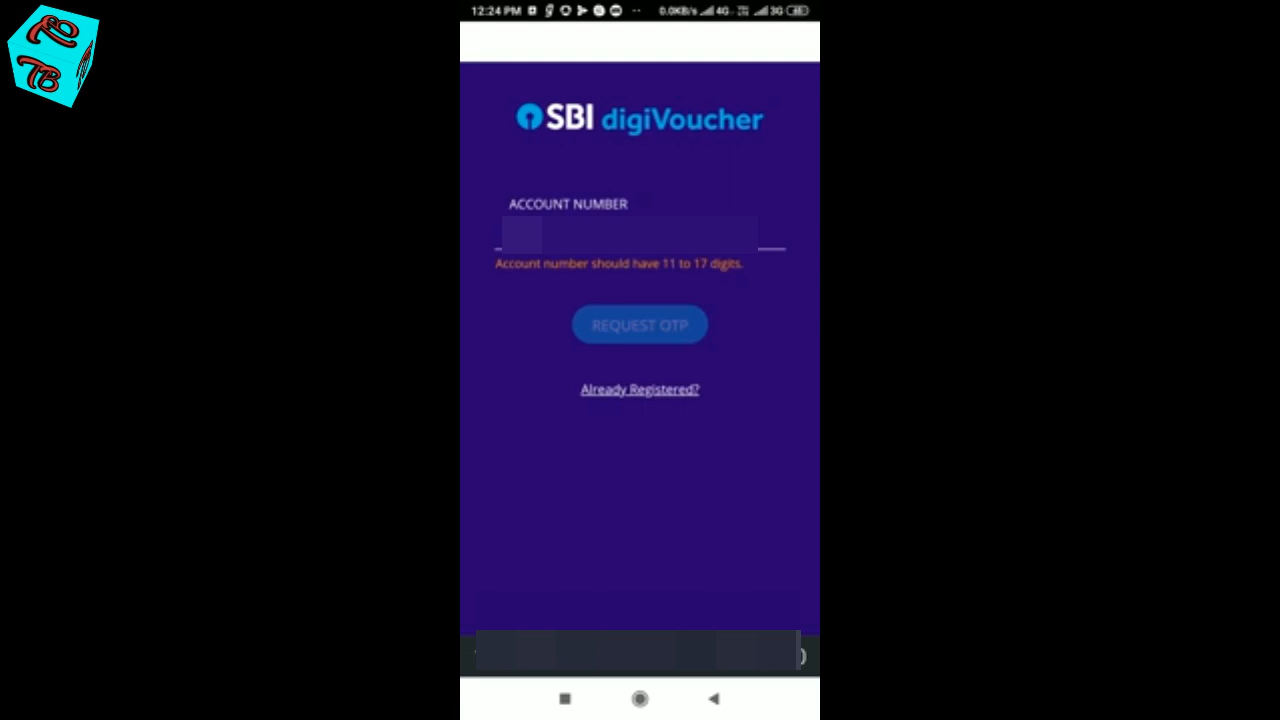 12:24 PM
0.0KB/s
4G
3G
SBI digiVoucher
ACCOUNT NUMBER
Account number should have 11 to 17 digits.
REQUEST OTP
Already Registered?
TB